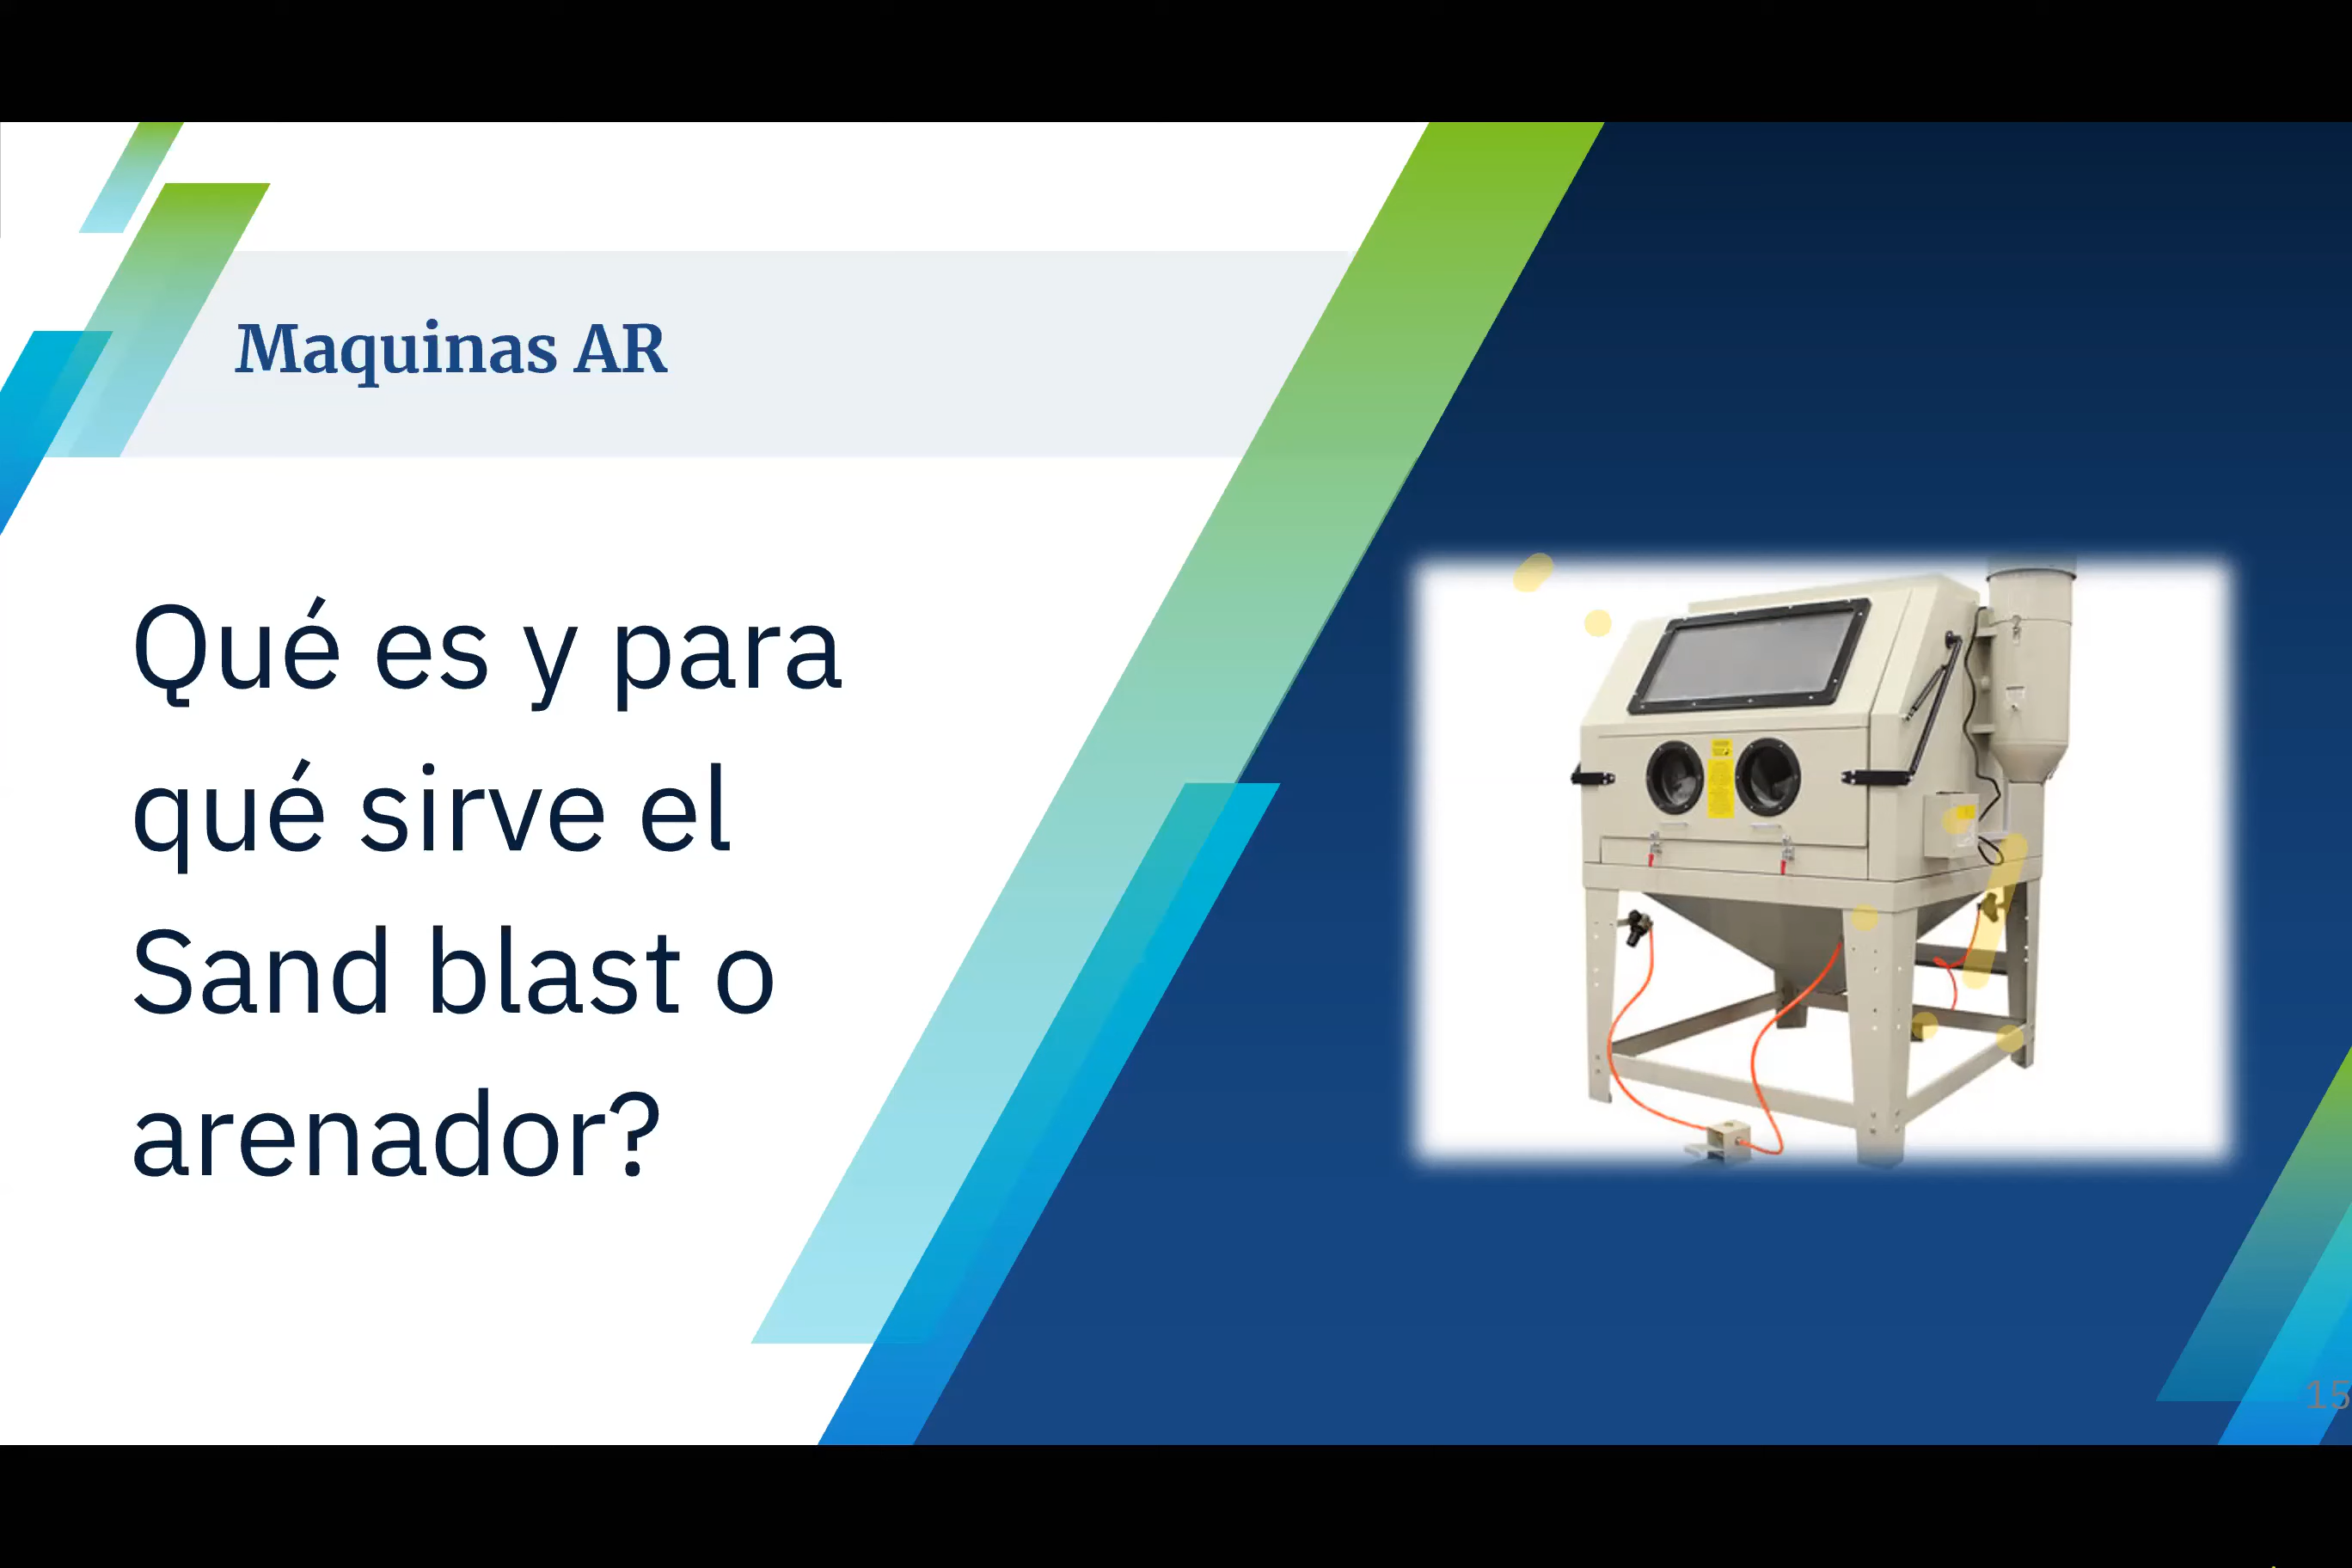 Maquinas AR
Qué es y para
qué sirve el
Sand blast o
arenador?
15